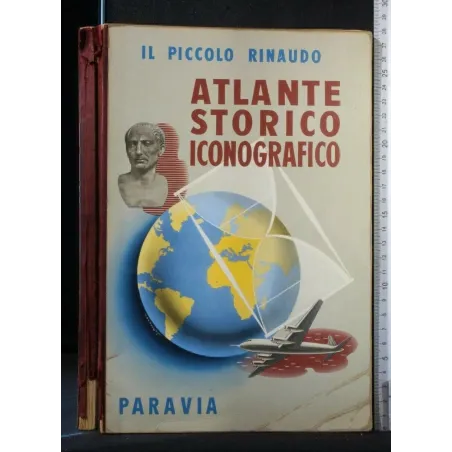 IL PICCOLO RINAUDO
ATLANTE
STORICO
ICONOGRAFICO
PARAVIA